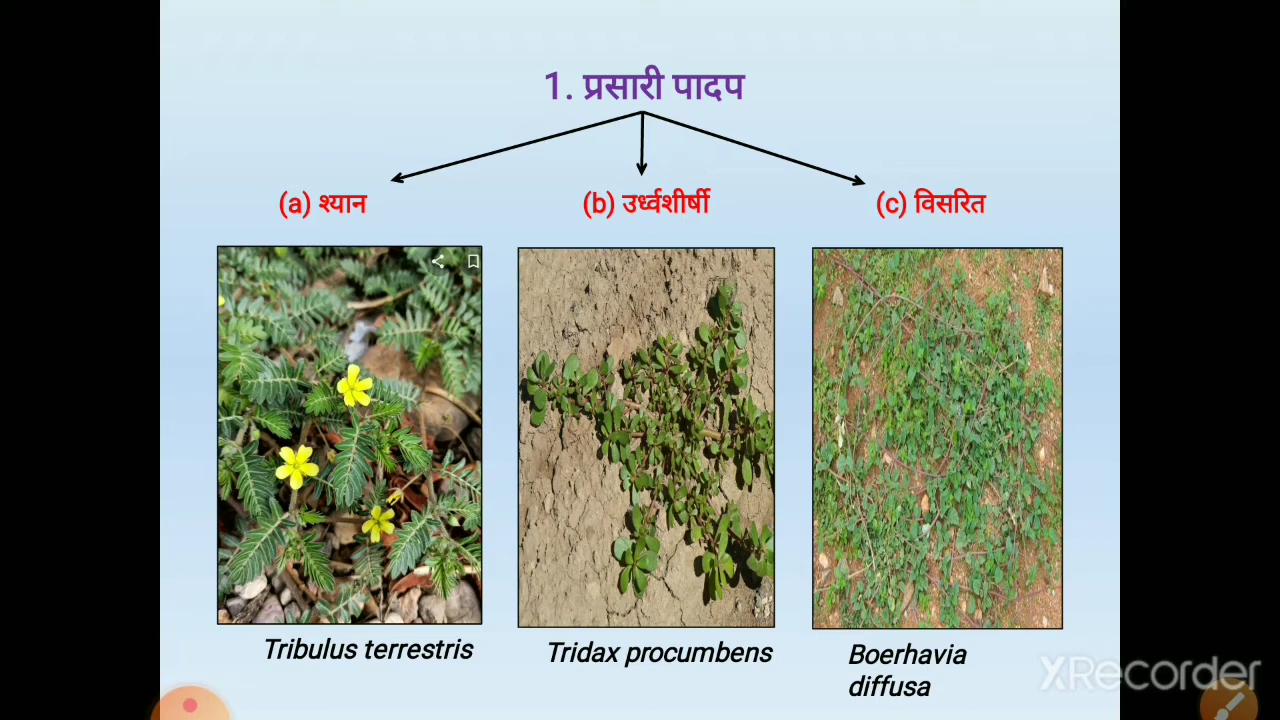 1. प्रसारी पादप
(a) श्यान
(b) उर्ध्वशीर्षी
(c) विसरित
Tribulus terrestris
Tridax procumbens
Boerhavia
diffusa
XRecorder